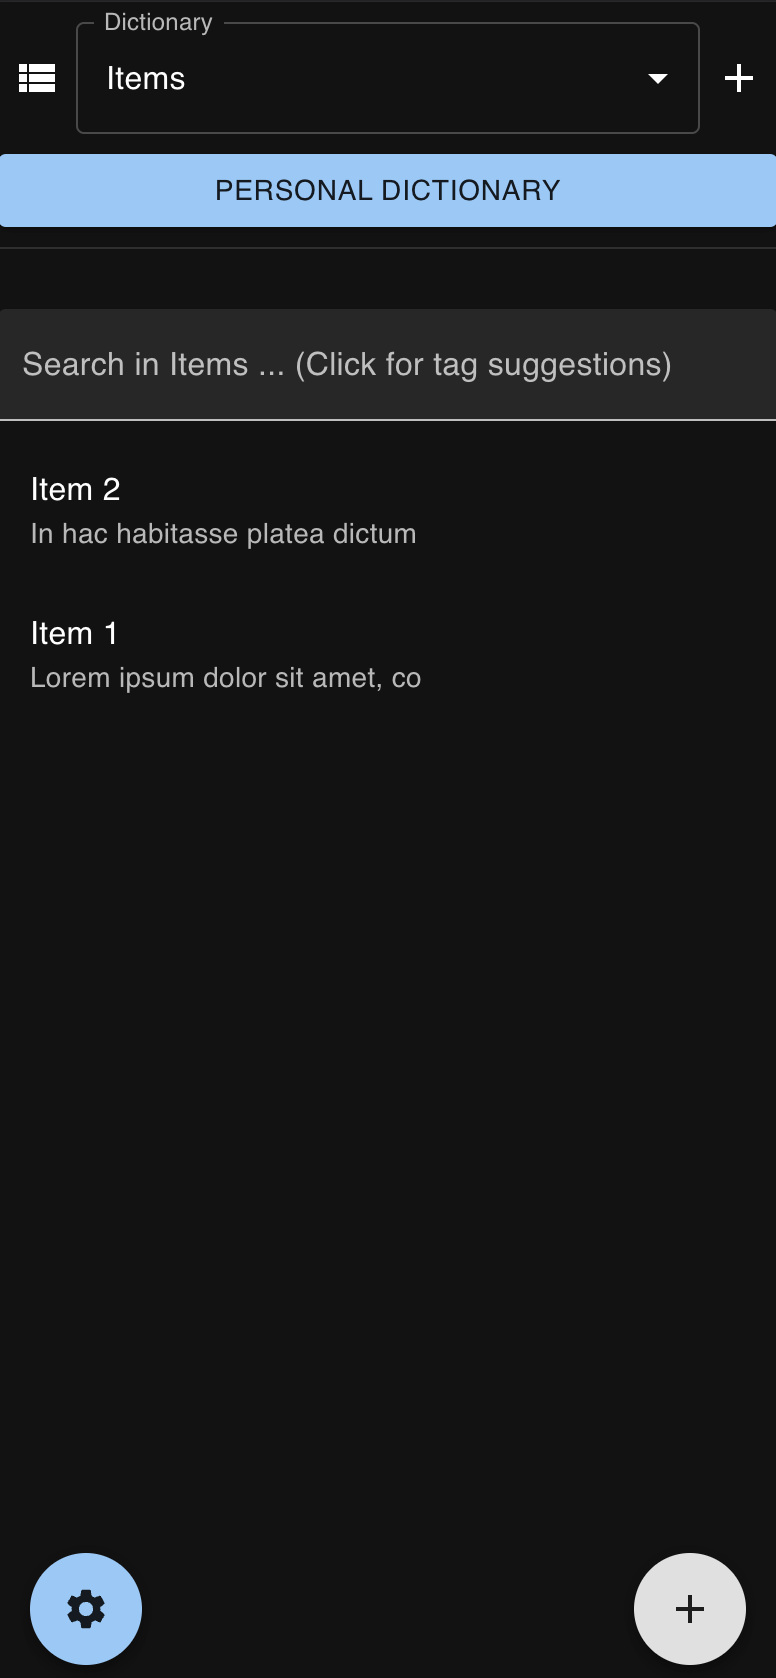 Dictionary
Items
PERSONAL DICTIONARY
Search in Items ... (Click for tag suggestions)
Item 2
In hac habitasse platea dictum
Item 1
Lorem ipsum dolor sit amet, co